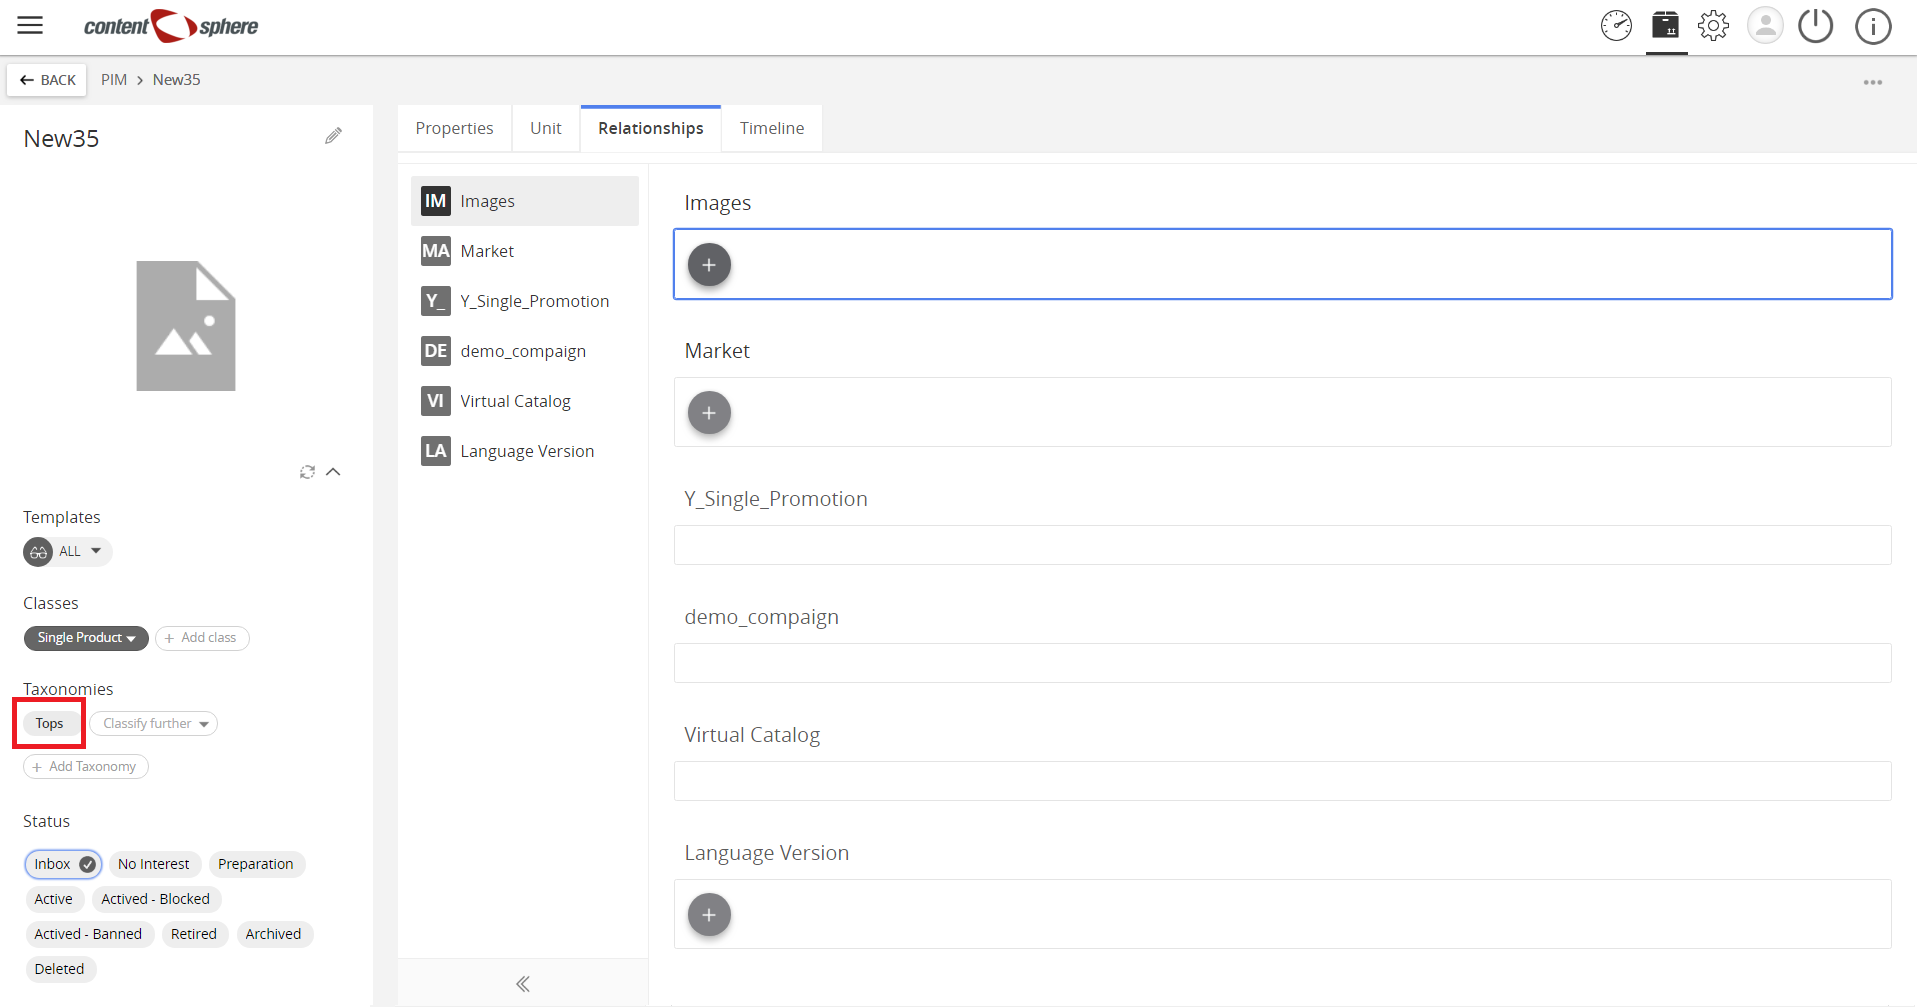 content sphere
BACK PIM > New35
New35
Templates
ALL
Classes
Single Product
+ Add class
Taxonomies
Tops
Classify further
+ Add Taxonomy
Status
Inbox
No Interest
Preparation
Active
Actived - Blocked
Actived - Banned
Retired
Archived
Deleted
Properties
Unit
Relationships
Timeline
IM Images
MA Market
Y_ Y_Single_Promotion
DE demo_compaign
VI Virtual Catalog
LA Language Version
Images
Market
Y_Single_Promotion
demo_compaign
Virtual Catalog
Language Version